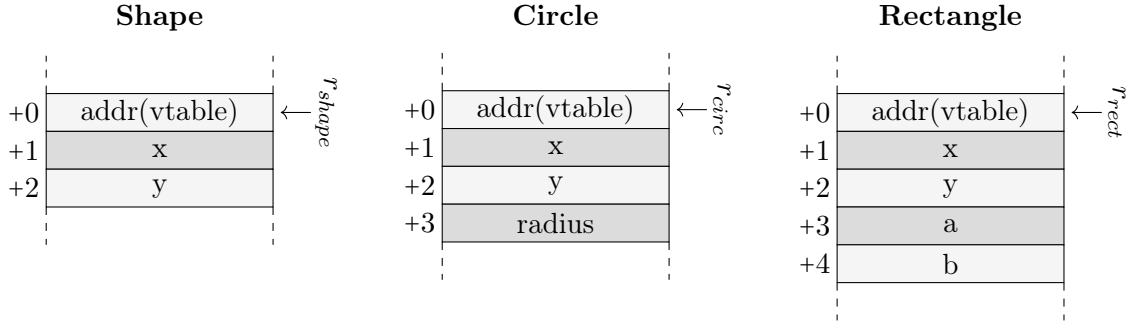 Shape
+0 addr(vtable) r_shape
+1 x
+2 y
Circle
+0 addr(vtable) r_circ
+1 x
+2 y
+3 radius
Rectangle
+0 addr(vtable) r_rect
+1 x
+2 y
+3 a
+4 b